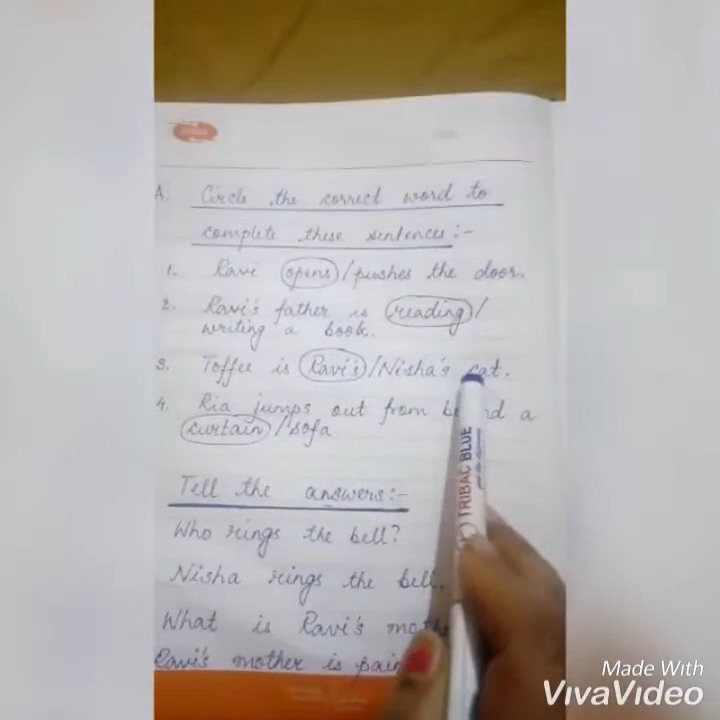 A. Circle the correct word to
complete these sentences:-
1. Ravi opens/pushes the door.
2. Ravi's father is reading/
writing a book.
3. Toffee is Ravi's/Nisha's cat.
4. Ria jumps out from a
curtain/sofa
Tell the answers:-
Who rings the bell?
Nisha rings the bell.
What is Ravi's
Ravi's mother is
TRIBAC BLUE
Made With
VivaVideo